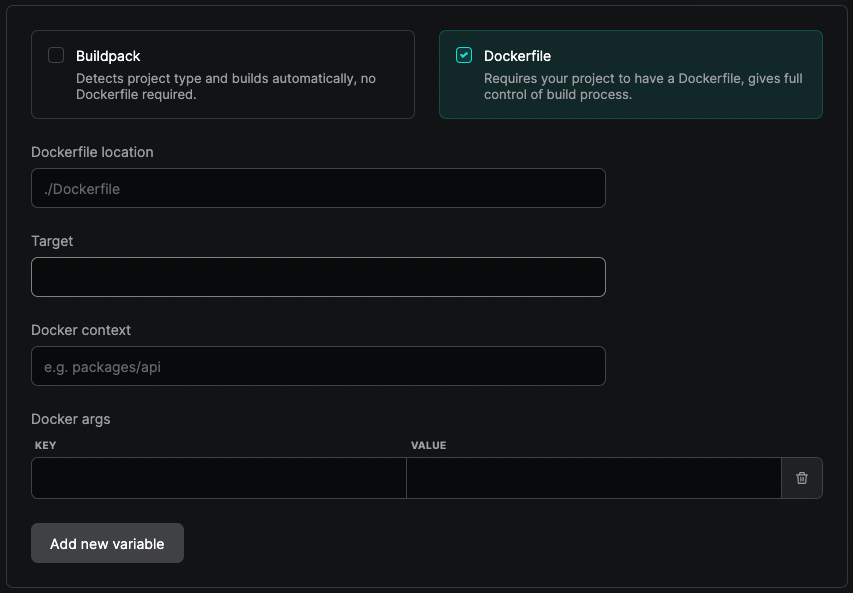 Buildpack
Detects project type and builds automatically, no
Dockerfile required.
Dockerfile
Requires your project to have a Dockerfile, gives full
control of build process.
Dockerfile location
./Dockerfile
Target
Docker context
e.g. packages/api
Docker args
KEY VALUE
Add new variable